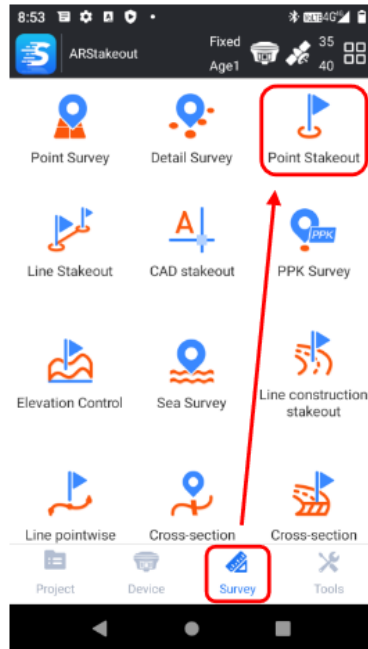 8:53
4G
ARStakeout
Fixed
Age1
35
40
Point Survey
Detail Survey
Point Stakeout
Line Stakeout
A
CAD stakeout
PPK
PPK Survey
Elevation Control
Sea Survey
Line construction
stakeout
Line pointwise
Cross-section
Cross-section
Project
Device
Survey
Tools